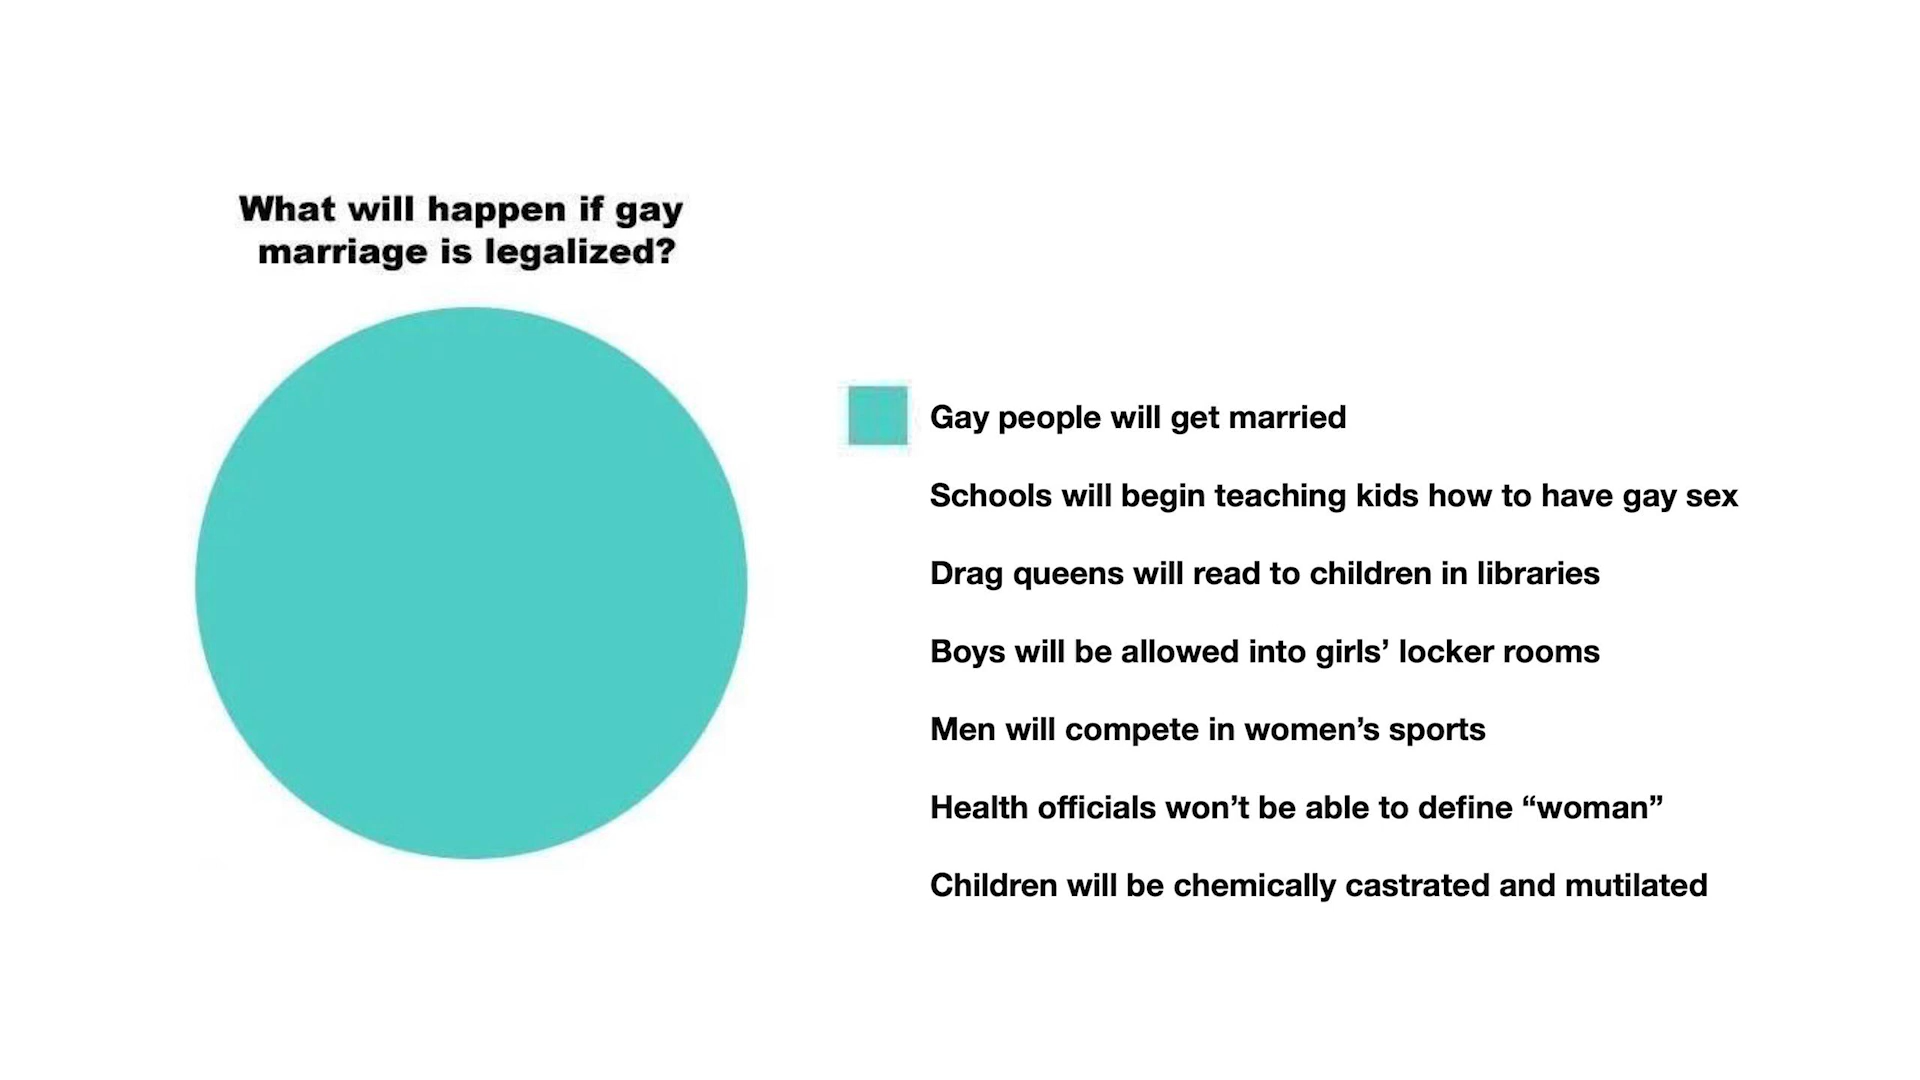 What will happen if gay
marriage is legalized?
Gay people will get married
Schools will begin teaching kids how to have gay sex
Drag queens will read to children in libraries
Boys will be allowed into girls’ locker rooms
Men will compete in women’s sports
Health officials won’t be able to define “woman”
Children will be chemically castrated and mutilated